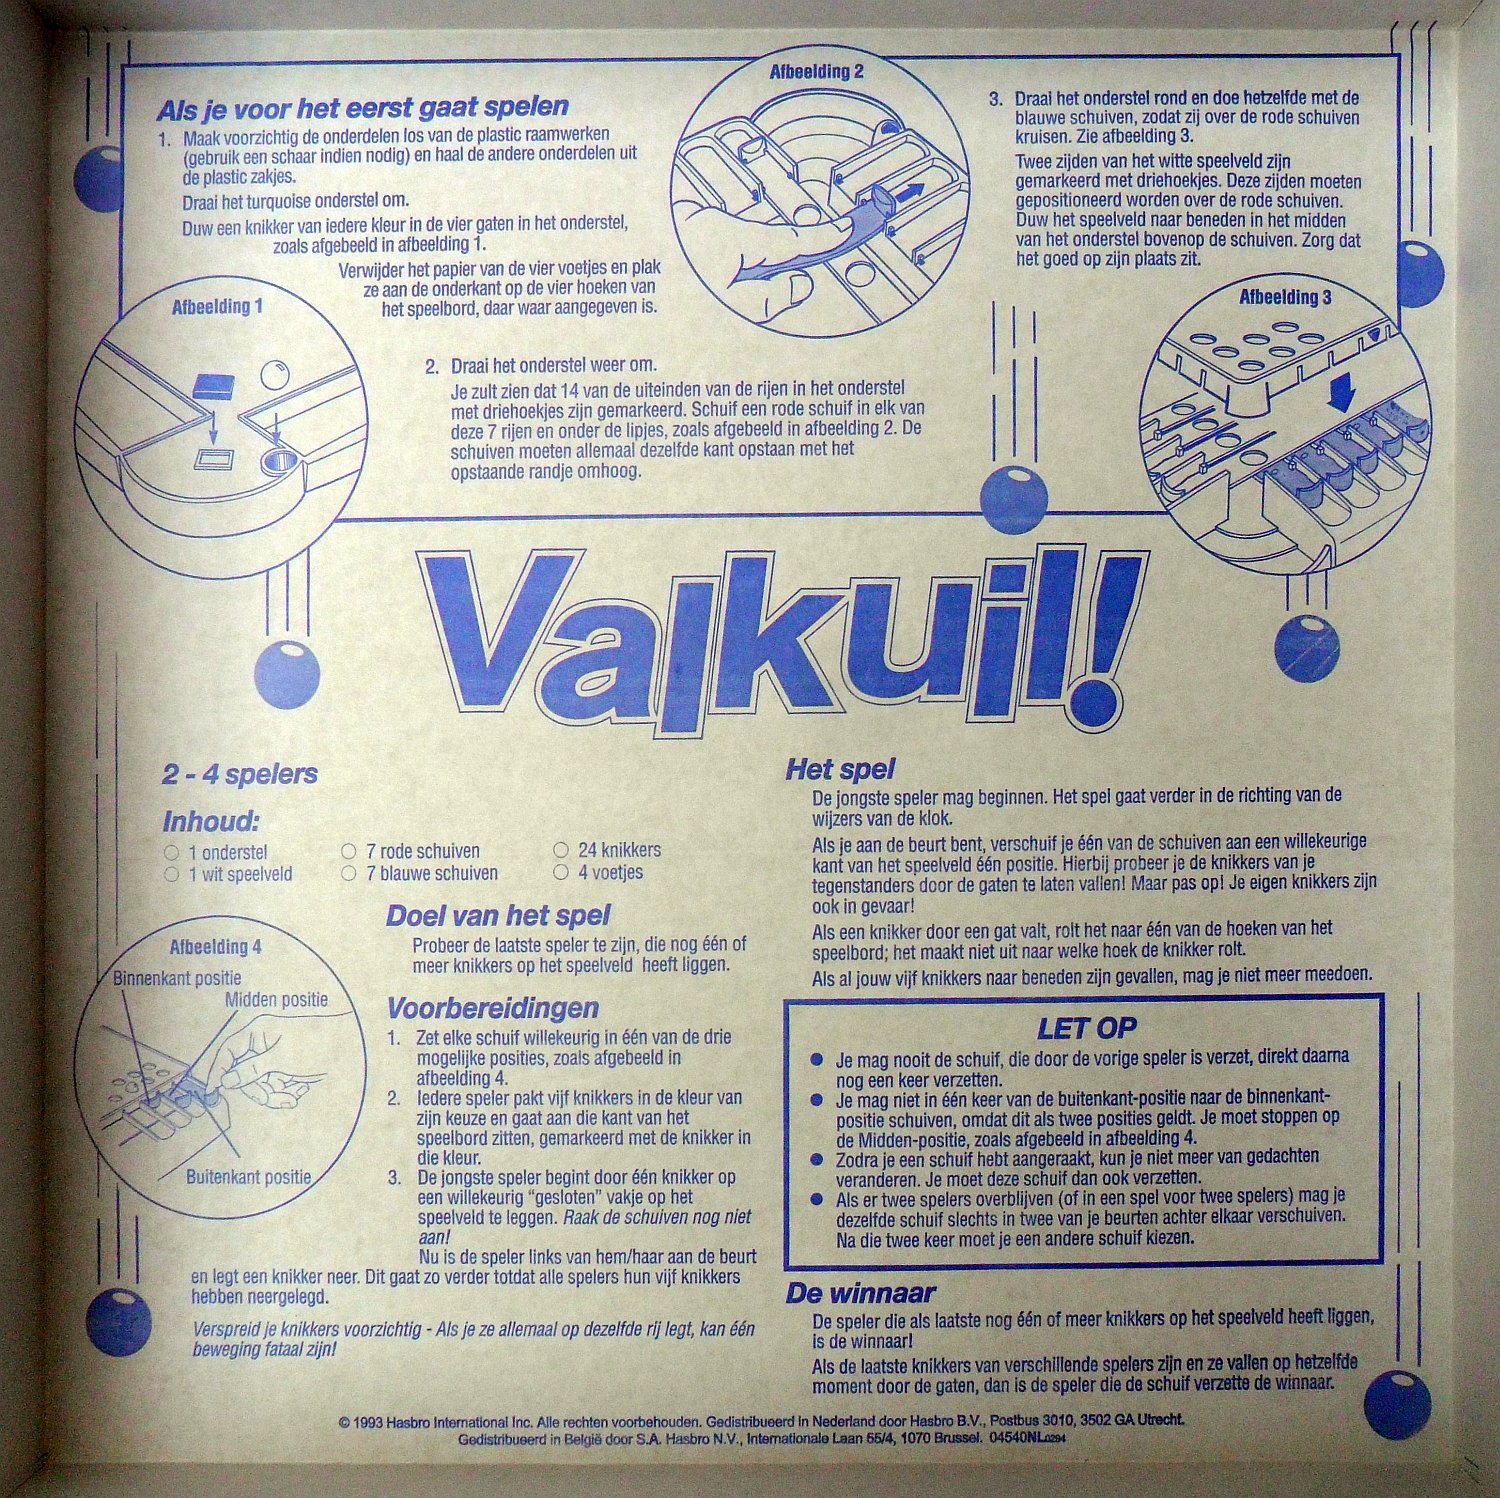 Als je voor het eerst gaat spelen
1. Maak voorzichtig de onderdelen los van de plastic raamwerken
(gebruik een schaar indien nodig) en haal de andere onderdelen uit
de plastic zakjes.
Draai het turquoise onderstel om.
Duw een knikker van iedere kleur in de vier gaten in het onderstel,
zoals afgebeeld in afbeelding 1.
Verwijder het papier van de vier voetjes en plak
ze aan de onderkant op de vier hoeken van
het speelbord, daar waar aangegeven is.
Afbeelding 1
2. Draai het onderstel weer om.
Je zult zien dat 14 van de uiteinden van de rijen in het onderstel
met driehoekjes zijn gemarkeerd. Schuif een rode schuif in elk van
deze 7 rijen en onder de lipjes, zoals afgebeeld in afbeelding 2. De
schuiven moeten allemaal dezelfde kant opstaan met het
opstaande randje omhoog.
Afbeelding 2
3. Draai het onderstel rond en doe hetzelfde met de
blauwe schuiven, zodat zij over de rode schuiven
kruisen. Zie afbeelding 3.
Twee zijden van het witte speelveld zijn
gemarkeerd met driehoekjes. Deze zijden moeten
gepositioneerd worden over de rode schuiven.
Duw het speelveld naar beneden in het midden
van het onderstel bovenop de schuiven. Zorg dat
het goed op zijn plaats zit.
Afbeelding 3
Valkuil!
2 - 4 spelers
Inhoud:
1 onderstel
1 wit speelveld
7 rode schuiven
7 blauwe schuiven
24 knikkers
4 voetjes
Doel van het spel
Probeer de laatste speler te zijn, die nog één of
meer knikkers op het speelveld heeft liggen.
Afbeelding 4
Binnenkant positie
Midden positie
Buitenkant positie
Voorbereidingen
1. Zet elke schuif willekeurig in één van de drie
mogelijke posities, zoals afgebeeld in
afbeelding 4.
2. Iedere speler pakt vijf knikkers in de kleur van
zijn keuze en gaat aan die kant van het
speelbord zitten, gemarkeerd met de knikker in
die kleur.
3. De jongste speler begint door één knikker op
een willekeurig "gesloten" vakje op het
speelveld te leggen. Raak de schuiven nog niet
aan!
Nu is de speler links van hem/haar aan de beurt
en legt een knikker neer. Dit gaat zo verder totdat alle spelers hun vijf knikkers
hebben neergelegd.
Verspreid je knikkers voorzichtig - Als je ze allemaal op dezelfde rij legt, kan één
beweging fataal zijn!
Het spel
De jongste speler mag beginnen. Het spel gaat verder in de richting van de
wijzers van de klok.
Als je aan de beurt bent, verschuif je één van de schuiven aan een willekeurige
kant van het speelveld één positie. Hierbij probeer je de knikkers van je
tegenstanders door de gaten te laten vallen! Maar pas op! Je eigen knikkers zijn
ook in gevaar!
Als een knikker door een gat valt, rolt het naar één van de hoeken van het
speelbord; het maakt niet uit naar welke hoek de knikker rolt.
Als al jouw vijf knikkers naar beneden zijn gevallen, mag je niet meer meedoen.
LET OP
● Je mag nooit de schuif, die door de vorige speler is verzet, direkt daarna
nog een keer verzetten.
● Je mag niet in één keer van de buitenkant-positie naar de binnenkant-
positie schuiven, omdat dit als twee posities geldt. Je moet stoppen op
de Midden-positie, zoals afgebeeld in afbeelding 4.
● Zodra je een schuif hebt aangeraakt, kun je niet meer van gedachten
veranderen. Je moet deze schuif dan ook verzetten.
● Als er twee spelers overblijven (of in een spel voor twee spelers) mag je
dezelfde schuif slechts in twee van je beurten achter elkaar verschuiven.
Na die twee keer moet je een andere schuif kiezen.
De winnaar
De speler die als laatste nog één of meer knikkers op het speelveld heeft liggen,
is de winnaar!
Als de laatste knikkers van verschillende spelers zijn en ze vallen op hetzelfde
moment door de gaten, dan is de speler die de schuif verzette de winnaar.
© 1993 Hasbro International Inc. Alle rechten voorbehouden. Gedistribueerd in Nederland door Hasbro B.V., Postbus 3010, 3502 GA Utrecht.
Gedistribueerd in België door S.A. Hasbro N.V., Internationale Laan 55/4, 1070 Brussel. 04540NL0294